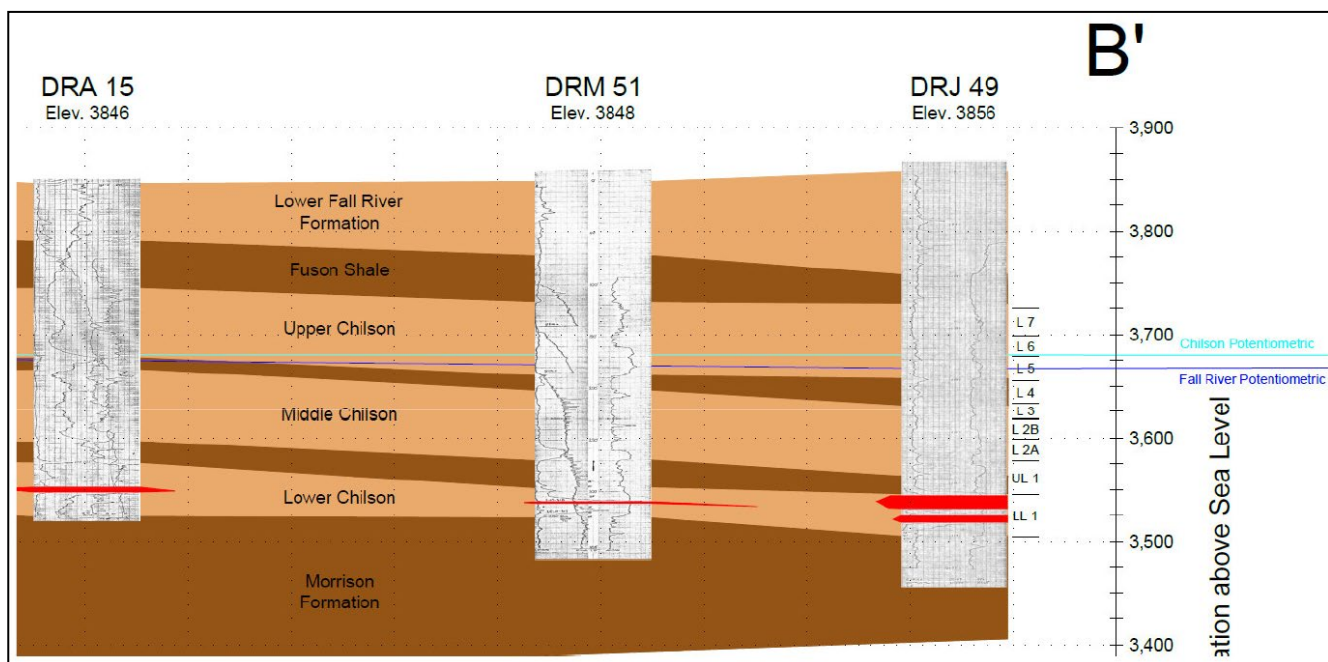 B'
DRA 15
Elev. 3846
DRM 51
Elev. 3848
DRJ 49
Elev. 3856
3,900
Lower Fall River
Formation
3,800
Fuson Shale
Upper Chilson
L 7
3,700
L 6
Chilson Potentiometric
L 5
Fall River Potentiometric
L 4
Middle Chilson
L 3
L 2B
3,600
L 2A
UL 1
Lower Chilson
LL 1
3,500
Morrison
Formation
3,400
ation above Sea Level